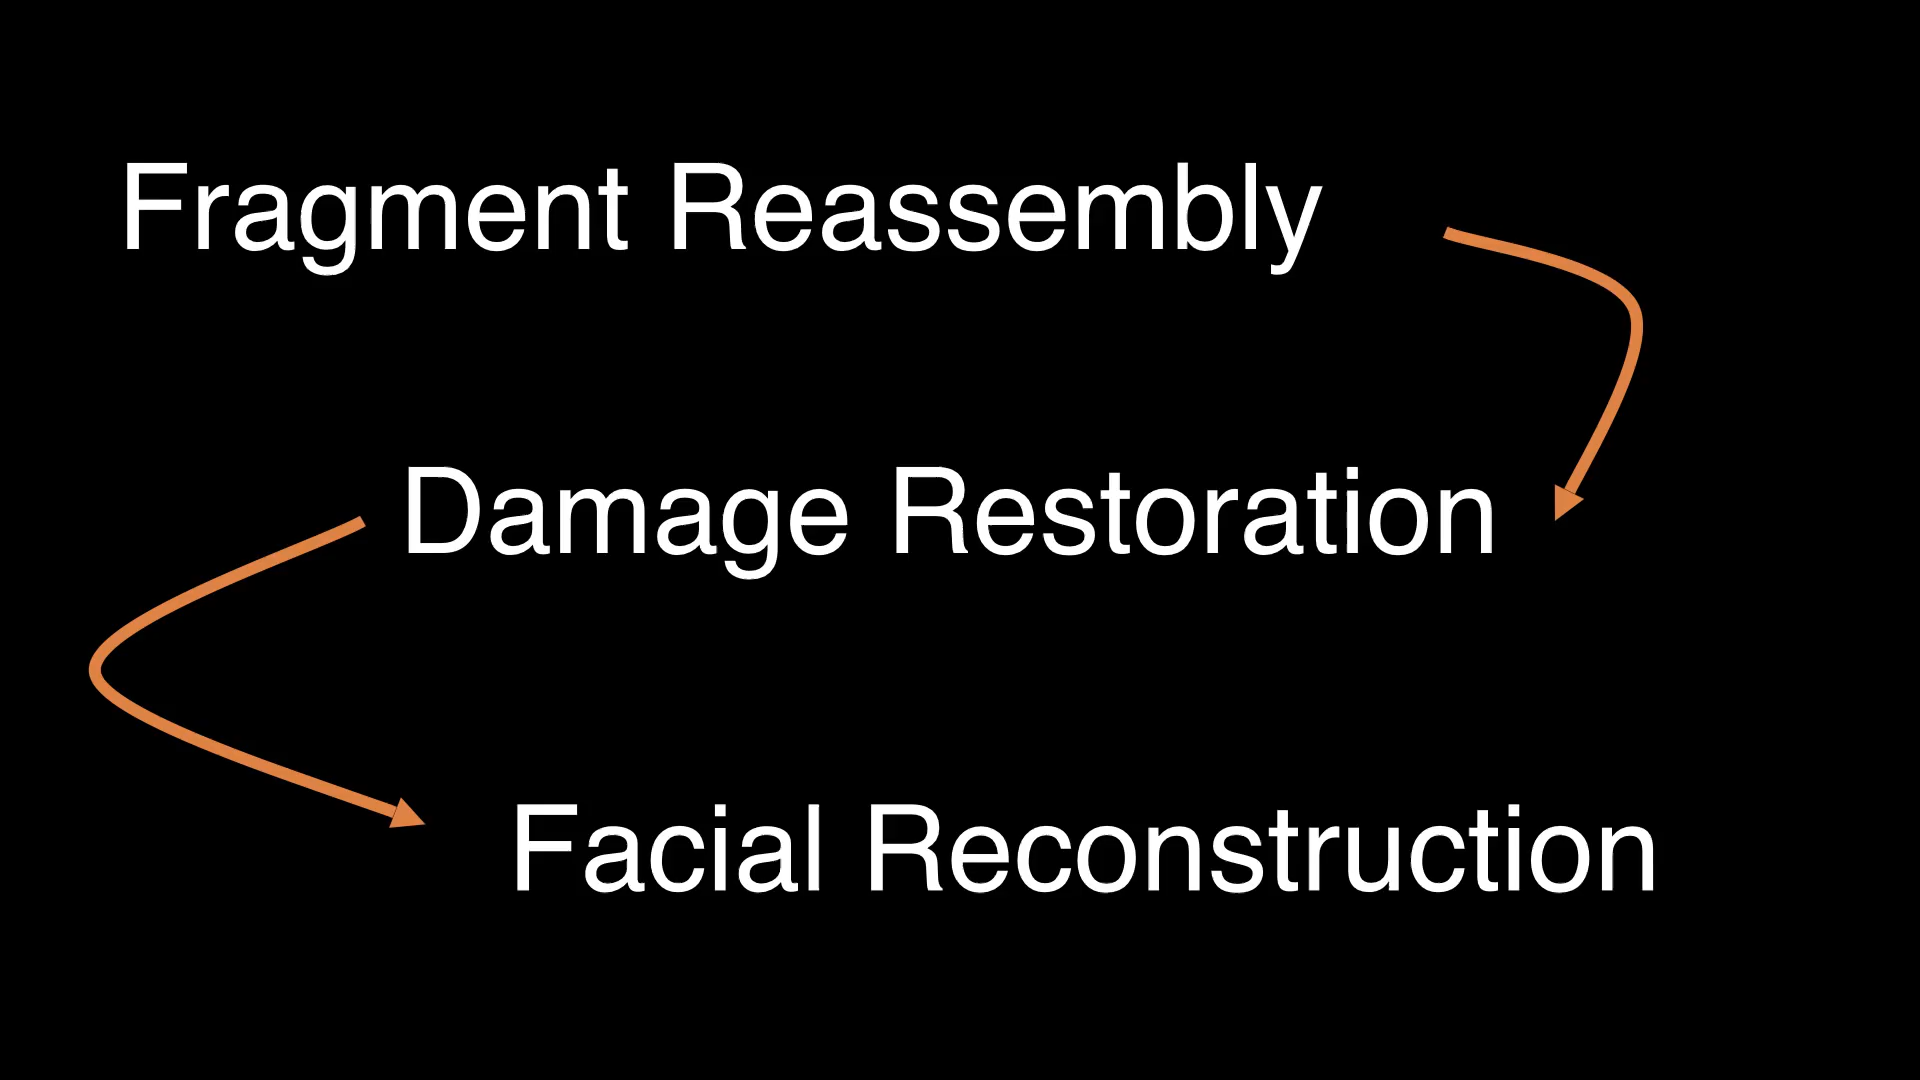 Fragment Reassembly
Damage Restoration
Facial Reconstruction